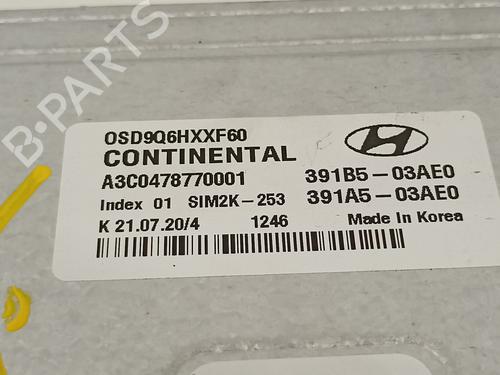 OSD9Q6HXXF60
CONTINENTAL
A3C0478770001
391B5-03AE0
Index 01 SIM2K-253
391A5-03AE0
K 21.07.20/4
1246
Made In Korea
B-PARTS